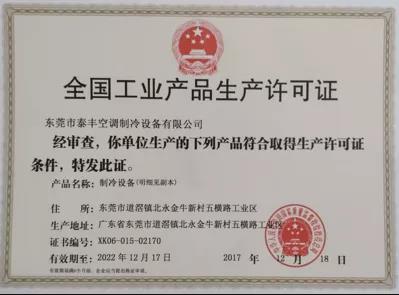 全国工业产品生产许可证
东莞市泰丰空调制冷设备有限公司
经审查，你单位生产的下列产品符合取得生产许可证
条件，特发此证。
产品名称： 制冷设备(明细见副本)
住 所： 东莞市道滘镇北永金牛新村五横路工业区
生产地址： 广东省东莞市道滘镇北永金牛新村五横路工业区
证书编号： XK06-015-02170
有效期至： 2022 年 12 月 17 日 2017 年 12 月 18 日